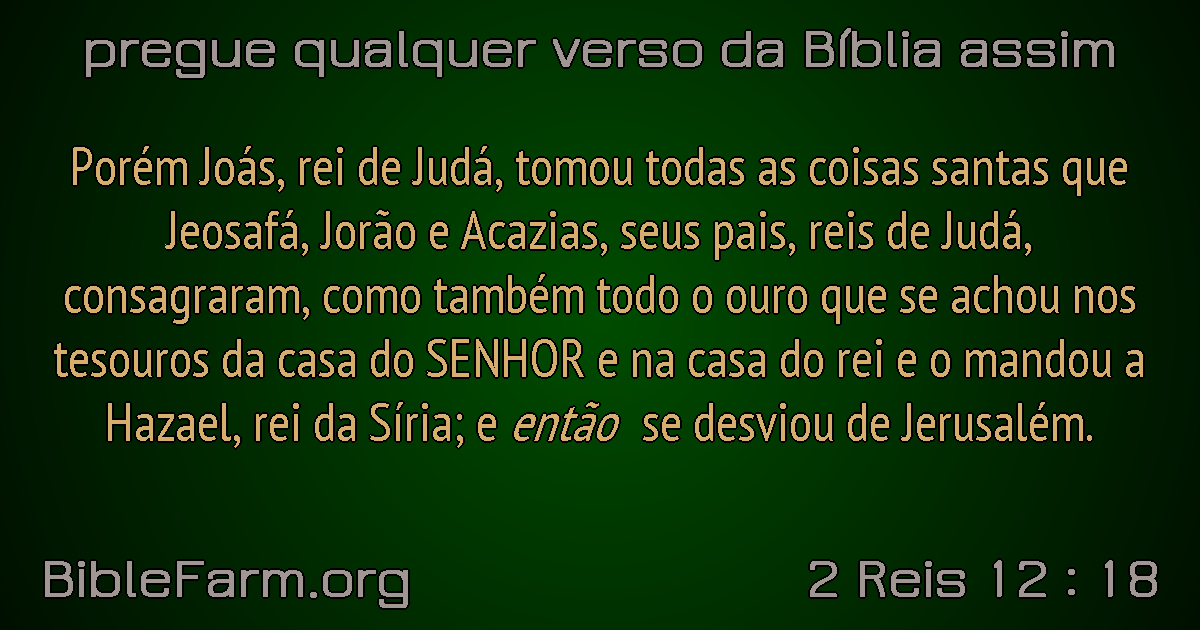 pregue qualquer verso da Bíblia assim
Porém Joás, rei de Judá, tomou todas as coisas santas que
Jeosafá, Jorão e Acazias, seus pais, reis de Judá,
consagraram, como também todo o ouro que se achou nos
tesouros da casa do SENHOR e na casa do rei e o mandou a
Hazael, rei da Síria; e então se desviou de Jerusalém.
BibleFarm.org
2 Reis 12 : 18